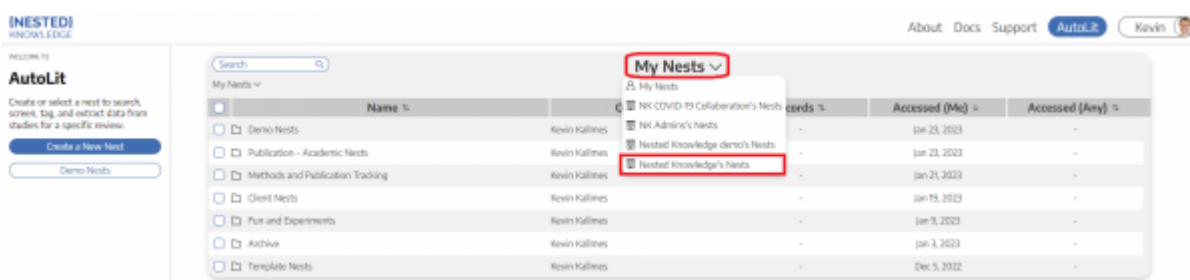 {NESTED}
KNOWLEDGE
About Docs Support AutoLit Kevin
WELCOME TO
AutoLit
Create or select a nest to search,
screen, tag, and extract data from
studies for a specific review.
Create a New Nest
Demo Nests
Search
My Nests
My Nests
My Nests
NK COVID-19 Collaboration's Nests
NK Admins's Nests
Nested Knowledge demo's Nests
Nested Knowledge's Nests
Name Accessed (Me) Accessed (Any)
Demo Nests Kevin Kallmes Jan 23, 2023 -
Publication - Academic Nests Kevin Kallmes Jan 23, 2023 -
Methods and Publication Tracking Kevin Kallmes - Jan 21, 2023 -
Client Nests Kevin Kallmes - Jan 19, 2023 -
Fun and Experiments Kevin Kallmes - Jan 9, 2023 -
Archive Kevin Kallmes - Jan 3, 2023 -
Template Nests Kevin Kallmes - Dec 5, 2022 -